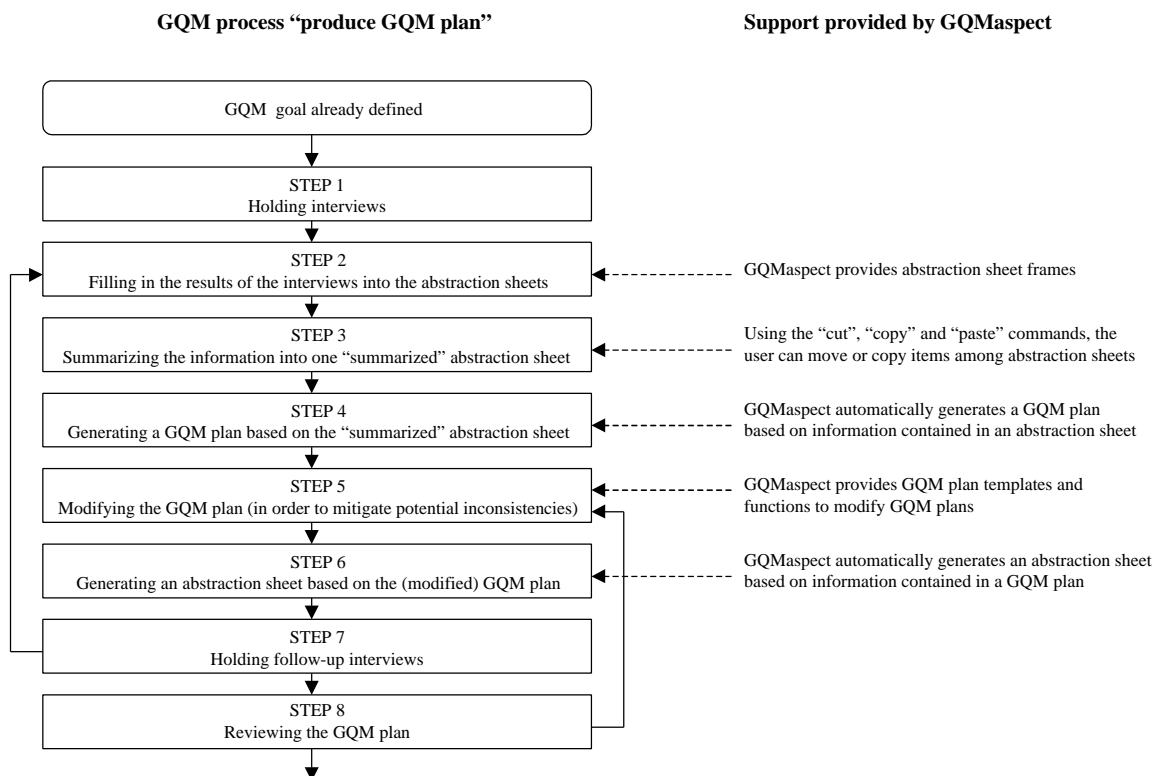 GQM process “produce GQM plan”
Support provided by GQMaspect
GQM goal already defined
STEP 1
Holding interviews
STEP 2
Filling in the results of the interviews into the abstraction sheets
GQMaspect provides abstraction sheet frames
STEP 3
Summarizing the information into one “summarized” abstraction sheet
Using the “cut”, “copy” and “paste” commands, the
user can move or copy items among abstraction sheets
STEP 4
Generating a GQM plan based on the “summarized” abstraction sheet
GQMaspect automatically generates a GQM plan
based on information contained in an abstraction sheet
STEP 5
Modifying the GQM plan (in order to mitigate potential inconsistencies)
GQMaspect provides GQM plan templates and
functions to modify GQM plans
STEP 6
Generating an abstraction sheet based on the (modified) GQM plan
GQMaspect automatically generates an abstraction sheet
based on information contained in a GQM plan
STEP 7
Holding follow-up interviews
STEP 8
Reviewing the GQM plan